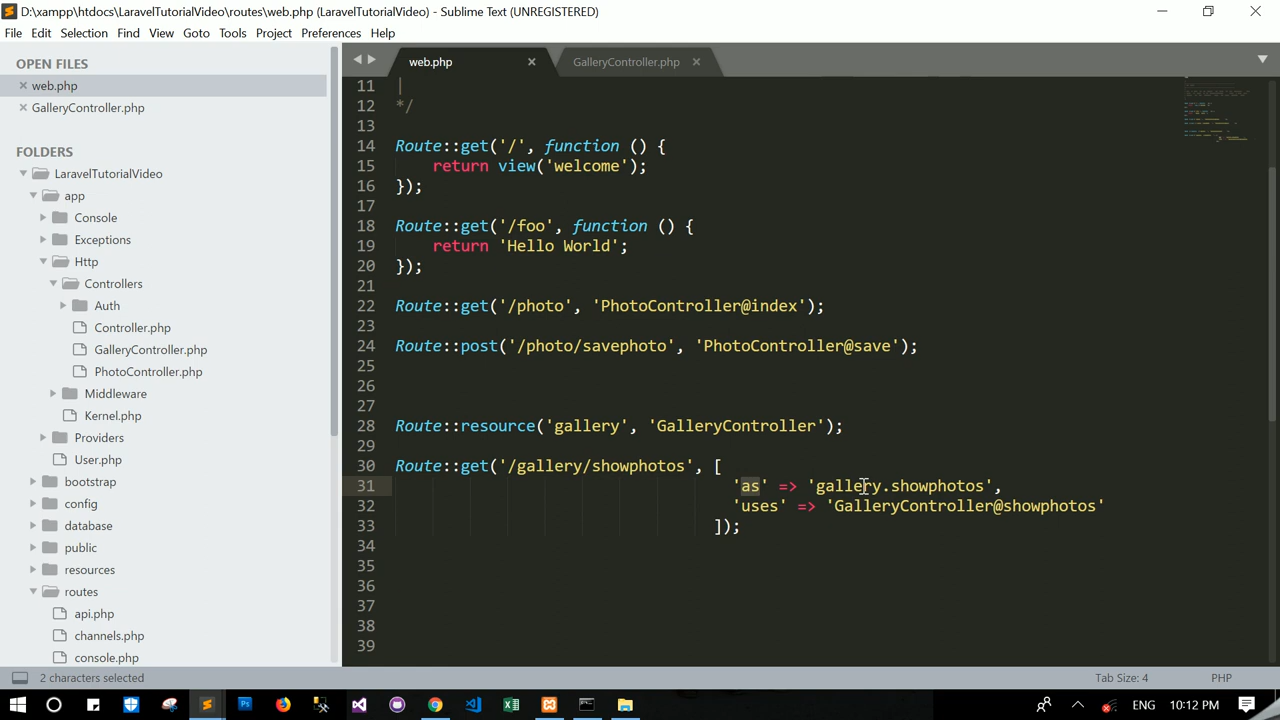 D:\xampp\htdocs\LaravelTutorialVideo\routes\web.php (LaravelTutorialVideo) - Sublime Text (UNREGISTERED)
File Edit Selection Find View Goto Tools Project Preferences Help
OPEN FILES
web.php
GalleryController.php
FOLDERS
LaravelTutorialVideo
app
Console
Exceptions
Http
Controllers
Auth
Controller.php
GalleryController.php
PhotoController.php
Middleware
Kernel.php
Providers
User.php
bootstrap
config
database
public
resources
routes
api.php
channels.php
console.php
web.php GalleryController.php
11 |
12 */
13
14 Route::get('/', function () {
15 return view('welcome');
16 });
17
18 Route::get('/foo', function () {
19 return 'Hello World';
20 });
21
22 Route::get('/photo', 'PhotoController@index');
23
24 Route::post('/photo/savephoto', 'PhotoController@save');
25
26
27
28 Route::resource('gallery', 'GalleryController');
29
30 Route::get('/gallery/showphotos', [
31 'as' => 'gallery.showphotos',
32 'uses' => 'GalleryController@showphotos'
33 ]);
34
35
36
37
38
39
2 characters selected Tab Size: 4 PHP
ENG 10:12 PM